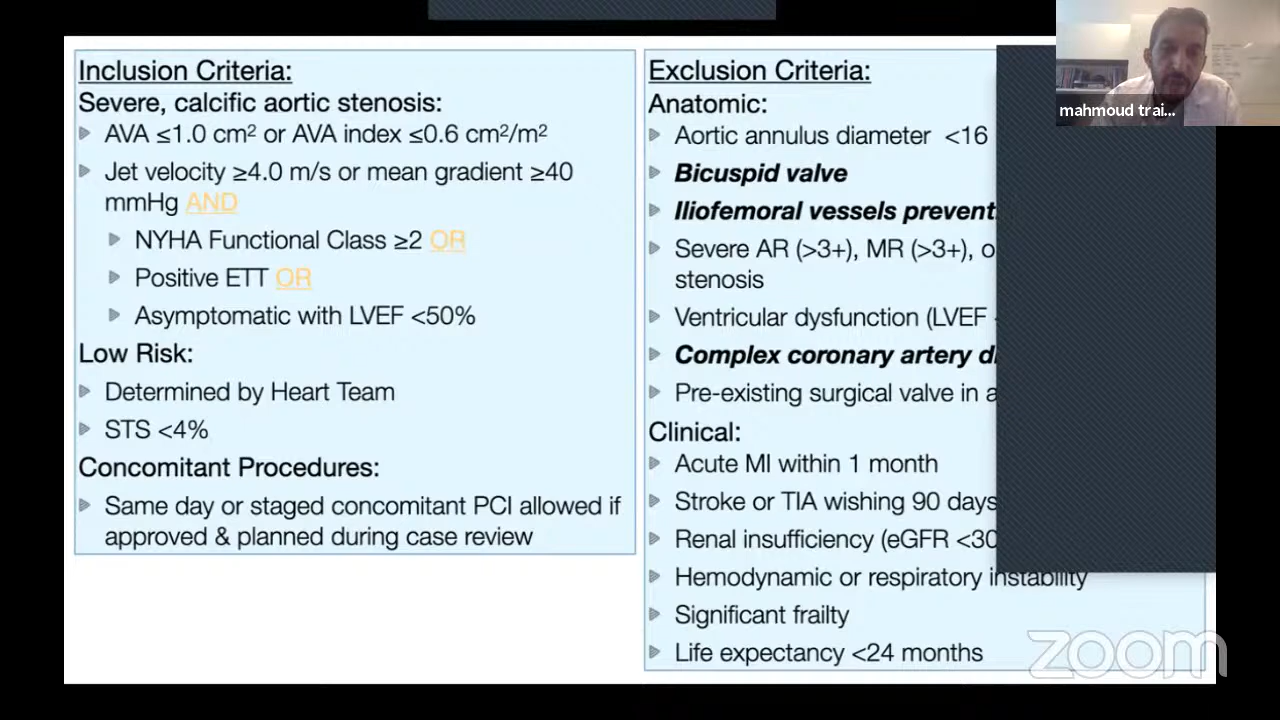 Inclusion Criteria:
Severe, calcific aortic stenosis:
AVA ≤1.0 cm² or AVA index ≤0.6 cm²/m²
Jet velocity ≥4.0 m/s or mean gradient ≥40
mmHg AND
NYHA Functional Class ≥2 OR
Positive ETT OR
Asymptomatic with LVEF <50%
Low Risk:
Determined by Heart Team
STS <4%
Concomitant Procedures:
Same day or staged concomitant PCI allowed if
approved & planned during case review
Exclusion Criteria:
Anatomic:
Aortic annulus diameter <16
Bicuspid valve
Iliofemoral vessels
Severe AR (>3+), MR (>3+),
stenosis
Ventricular dysfunction (LVEF
Complex coronary artery
Pre-existing surgical valve in
Clinical:
Acute MI within 1 month
Stroke or TIA wishing 90 days
Renal insufficiency (eGFR <30
Hemodynamic or respiratory instability
Significant frailty
Life expectancy <24 months
mahmoud trai...
zoom